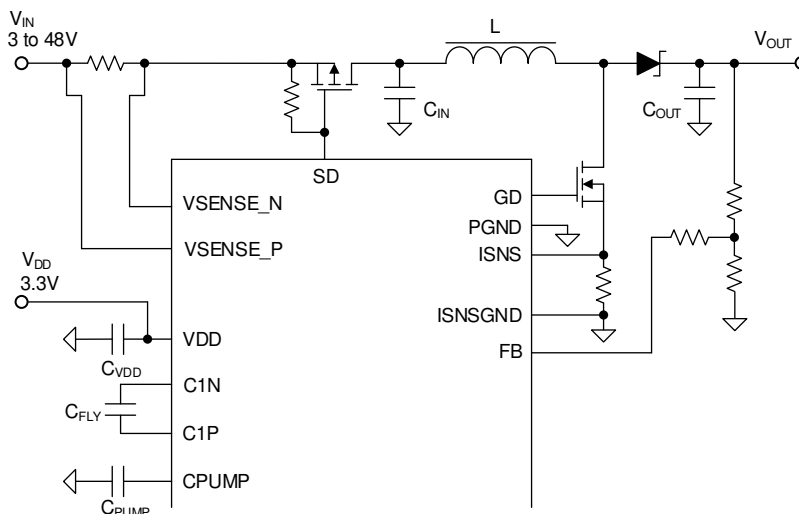 VIN
3 to 48V
L
VOUT
CIN
COUT
SD
VSENSE_N
GD
PGND
VSENSE_P
ISNS
VDD
3.3V
ISNSGND
VDD
FB
CVDD
C1N
CFLY
C1P
CPUMP
CPUMP